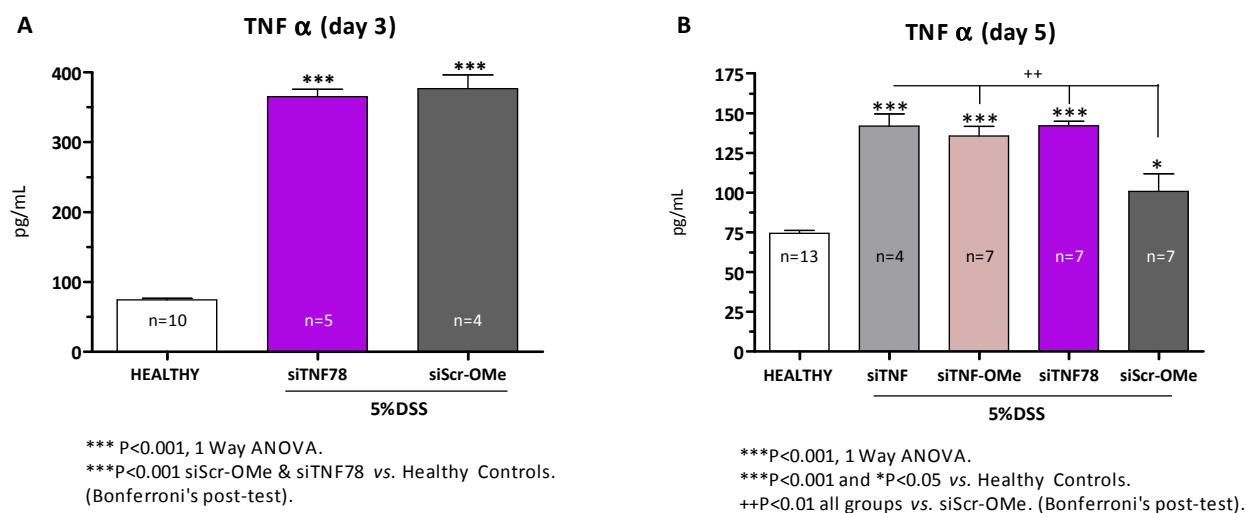 A
TNF α (day 3)
pg/mL
400
300
200
100
0
***
***
n=10
n=5
n=4
HEALTHY
siTNF78
siScr-OMe
5%DSS
*** P<0.001, 1 Way ANOVA.
***P<0.001 siScr-OMe & siTNF78 vs. Healthy Controls.
(Bonferroni's post-test).
B
TNF α (day 5)
pg/mL
175
150
125
100
75
50
25
0
++
***
***
***
*
n=13
n=4
n=7
n=7
n=7
HEALTHY
siTNF
siTNF-OMe
siTNF78
siScr-OMe
5%DSS
***P<0.001, 1 Way ANOVA.
***P<0.001 and *P<0.05 vs. Healthy Controls.
++P<0.01 all groups vs. siScr-OMe. (Bonferroni's post-test).